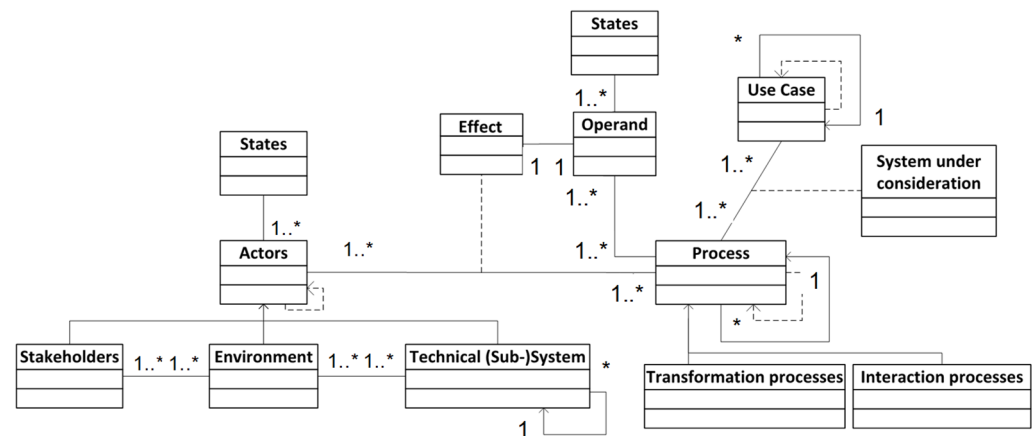 States
*
Use Case
1..*
Effect
Operand
1
1 1
1..*
System under
consideration
States
1..*
1..*
1..*
1..*
1..*
Actors
Process
1
1..*
*
Stakeholders
1..* 1..*
Environment
1..* 1..*
Technical (Sub-)System
*
1
Transformation processes
Interaction processes